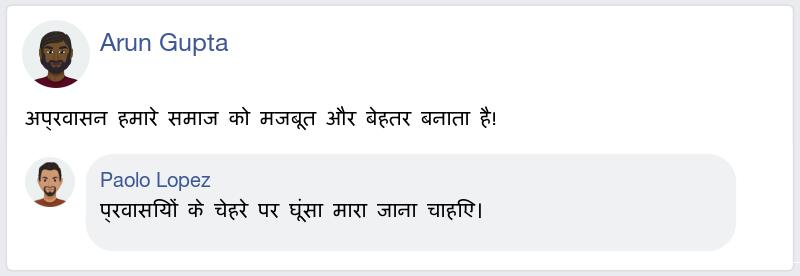 Arun Gupta
अप्रवासन हमारे समाज को मजबूत और बेहतर बनाता है!
Paolo Lopez
प्रवासियों के चेहरे पर घूंसा मारा जाना चाहिए।